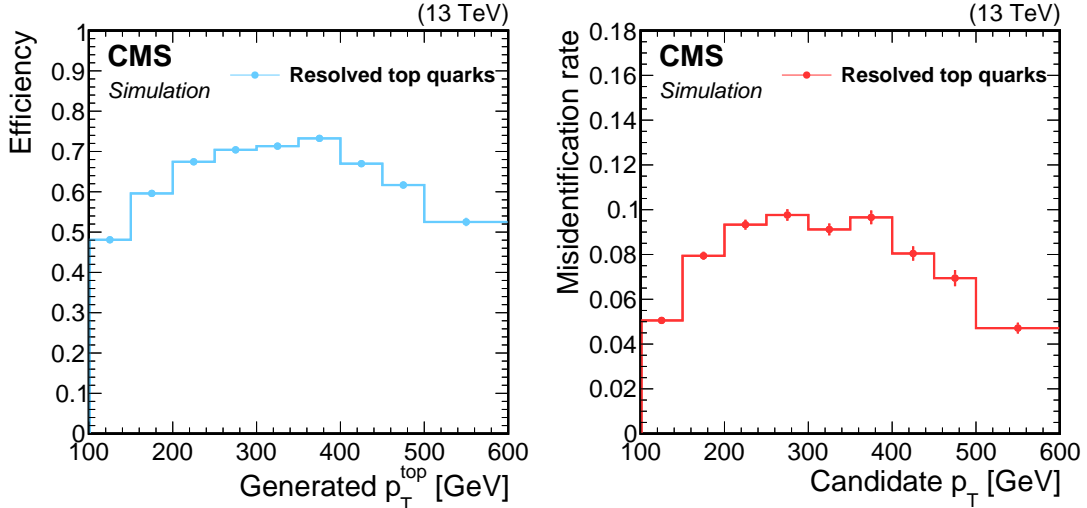 (13 TeV)
CMS
Simulation
Resolved top quarks
Efficiency
1
0.9
0.8
0.7
0.6
0.5
0.4
0.3
0.2
0.1
0
100 200 300 400 500 600
Generated p_T^top [GeV]
(13 TeV)
CMS
Simulation
Resolved top quarks
Misidentification rate
0.18
0.16
0.14
0.12
0.1
0.08
0.06
0.04
0.02
0
100 200 300 400 500 600
Candidate p_T [GeV]